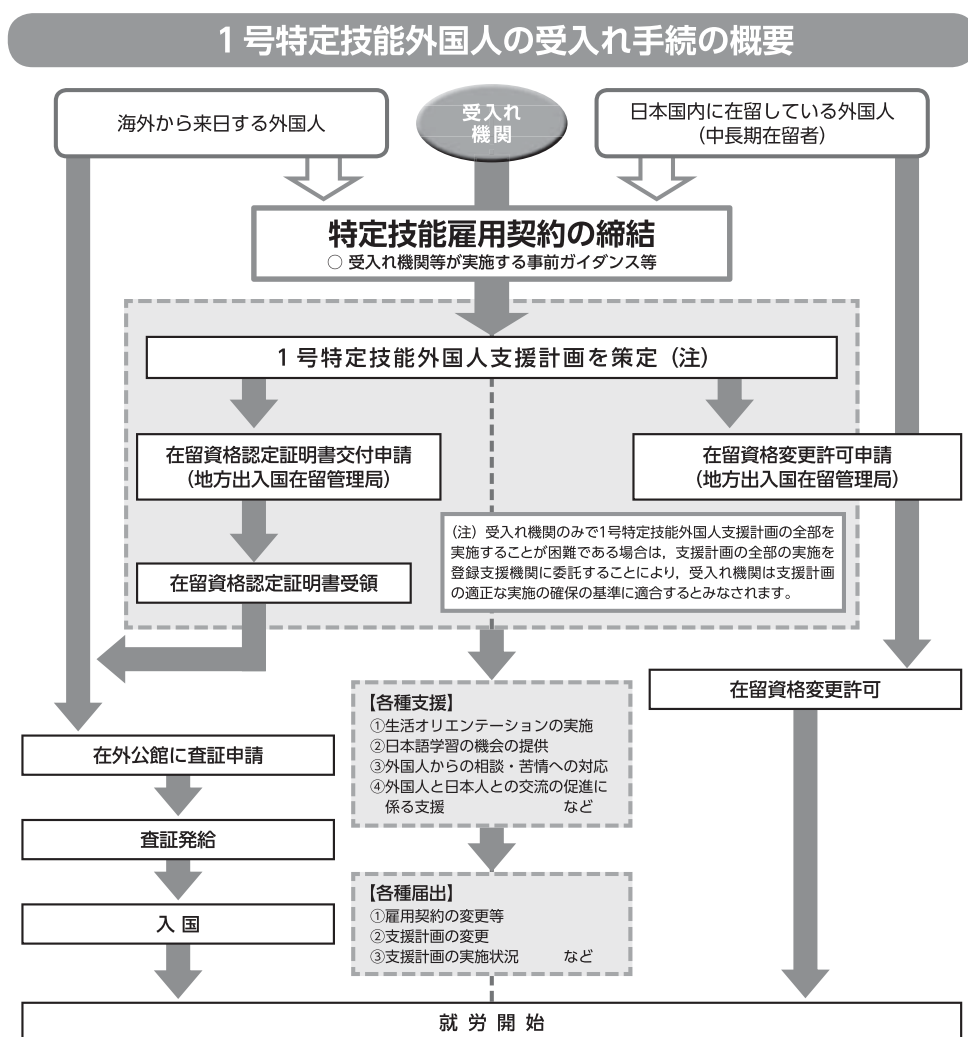 1号特定技能外国人の受入れ手続の概要
海外から来日する外国人
受入れ
機関
日本国内に在留している外国人
（中長期在留者）
特定技能雇用契約の締結
○ 受入れ機関等が実施する事前ガイダンス等
1号特定技能外国人支援計画を策定（注）
在留資格認定証明書交付申請
（地方出入国在留管理局）
在留資格変更許可申請
（地方出入国在留管理局）
（注）受入れ機関のみで1号特定技能外国人支援計画の全部を
実施することが困難である場合は，支援計画の全部の実施を
登録支援機関に委託することにより，受入れ機関は支援計画
の適正な実施の確保の基準に適合するとみなされます。
在留資格認定証明書受領
在留資格変更許可
【各種支援】
①生活オリエンテーションの実施
②日本語学習の機会の提供
③外国人からの相談・苦情への対応
④外国人と日本人との交流の促進に
係る支援 など
在外公館に査証申請
査証発給
入国
【各種届出】
①雇用契約の変更等
②支援計画の変更
③支援計画の実施状況 など
就労開始